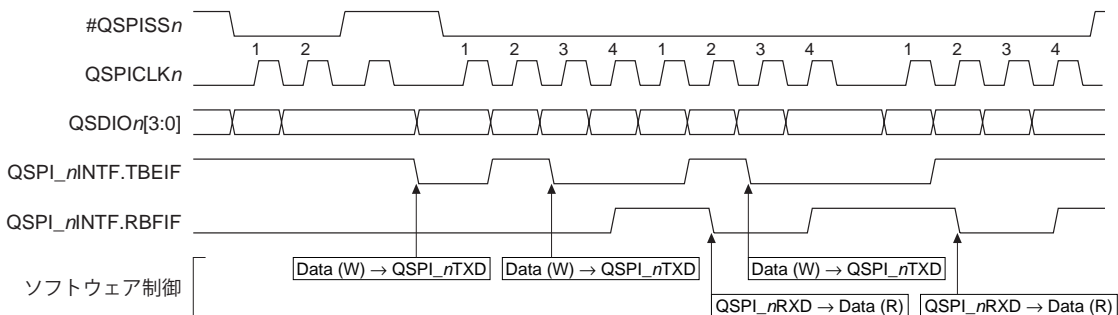 #QSPISSn
1 2 1 2 3 4 1 2 3 4 1 2 3 4
QSPICLKn
QSDIOn[3:0]
QSPI_nINTF.TBEIF
QSPI_nINTF.RBFIF
Data (W) → QSPI_nTXD Data (W) → QSPI_nTXD Data (W) → QSPI_nTXD
ソフトウェア制御
QSPI_nRXD → Data (R) QSPI_nRXD → Data (R)